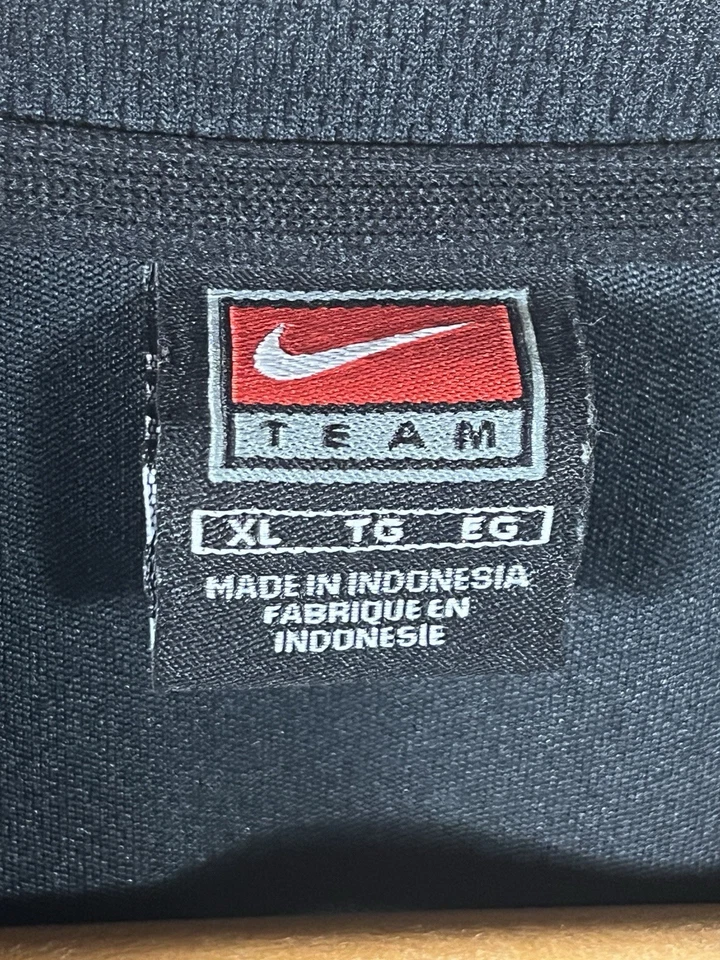 TEAM
XL TG EG
MADE IN INDONESIA
FABRIQUE EN
INDONESIE